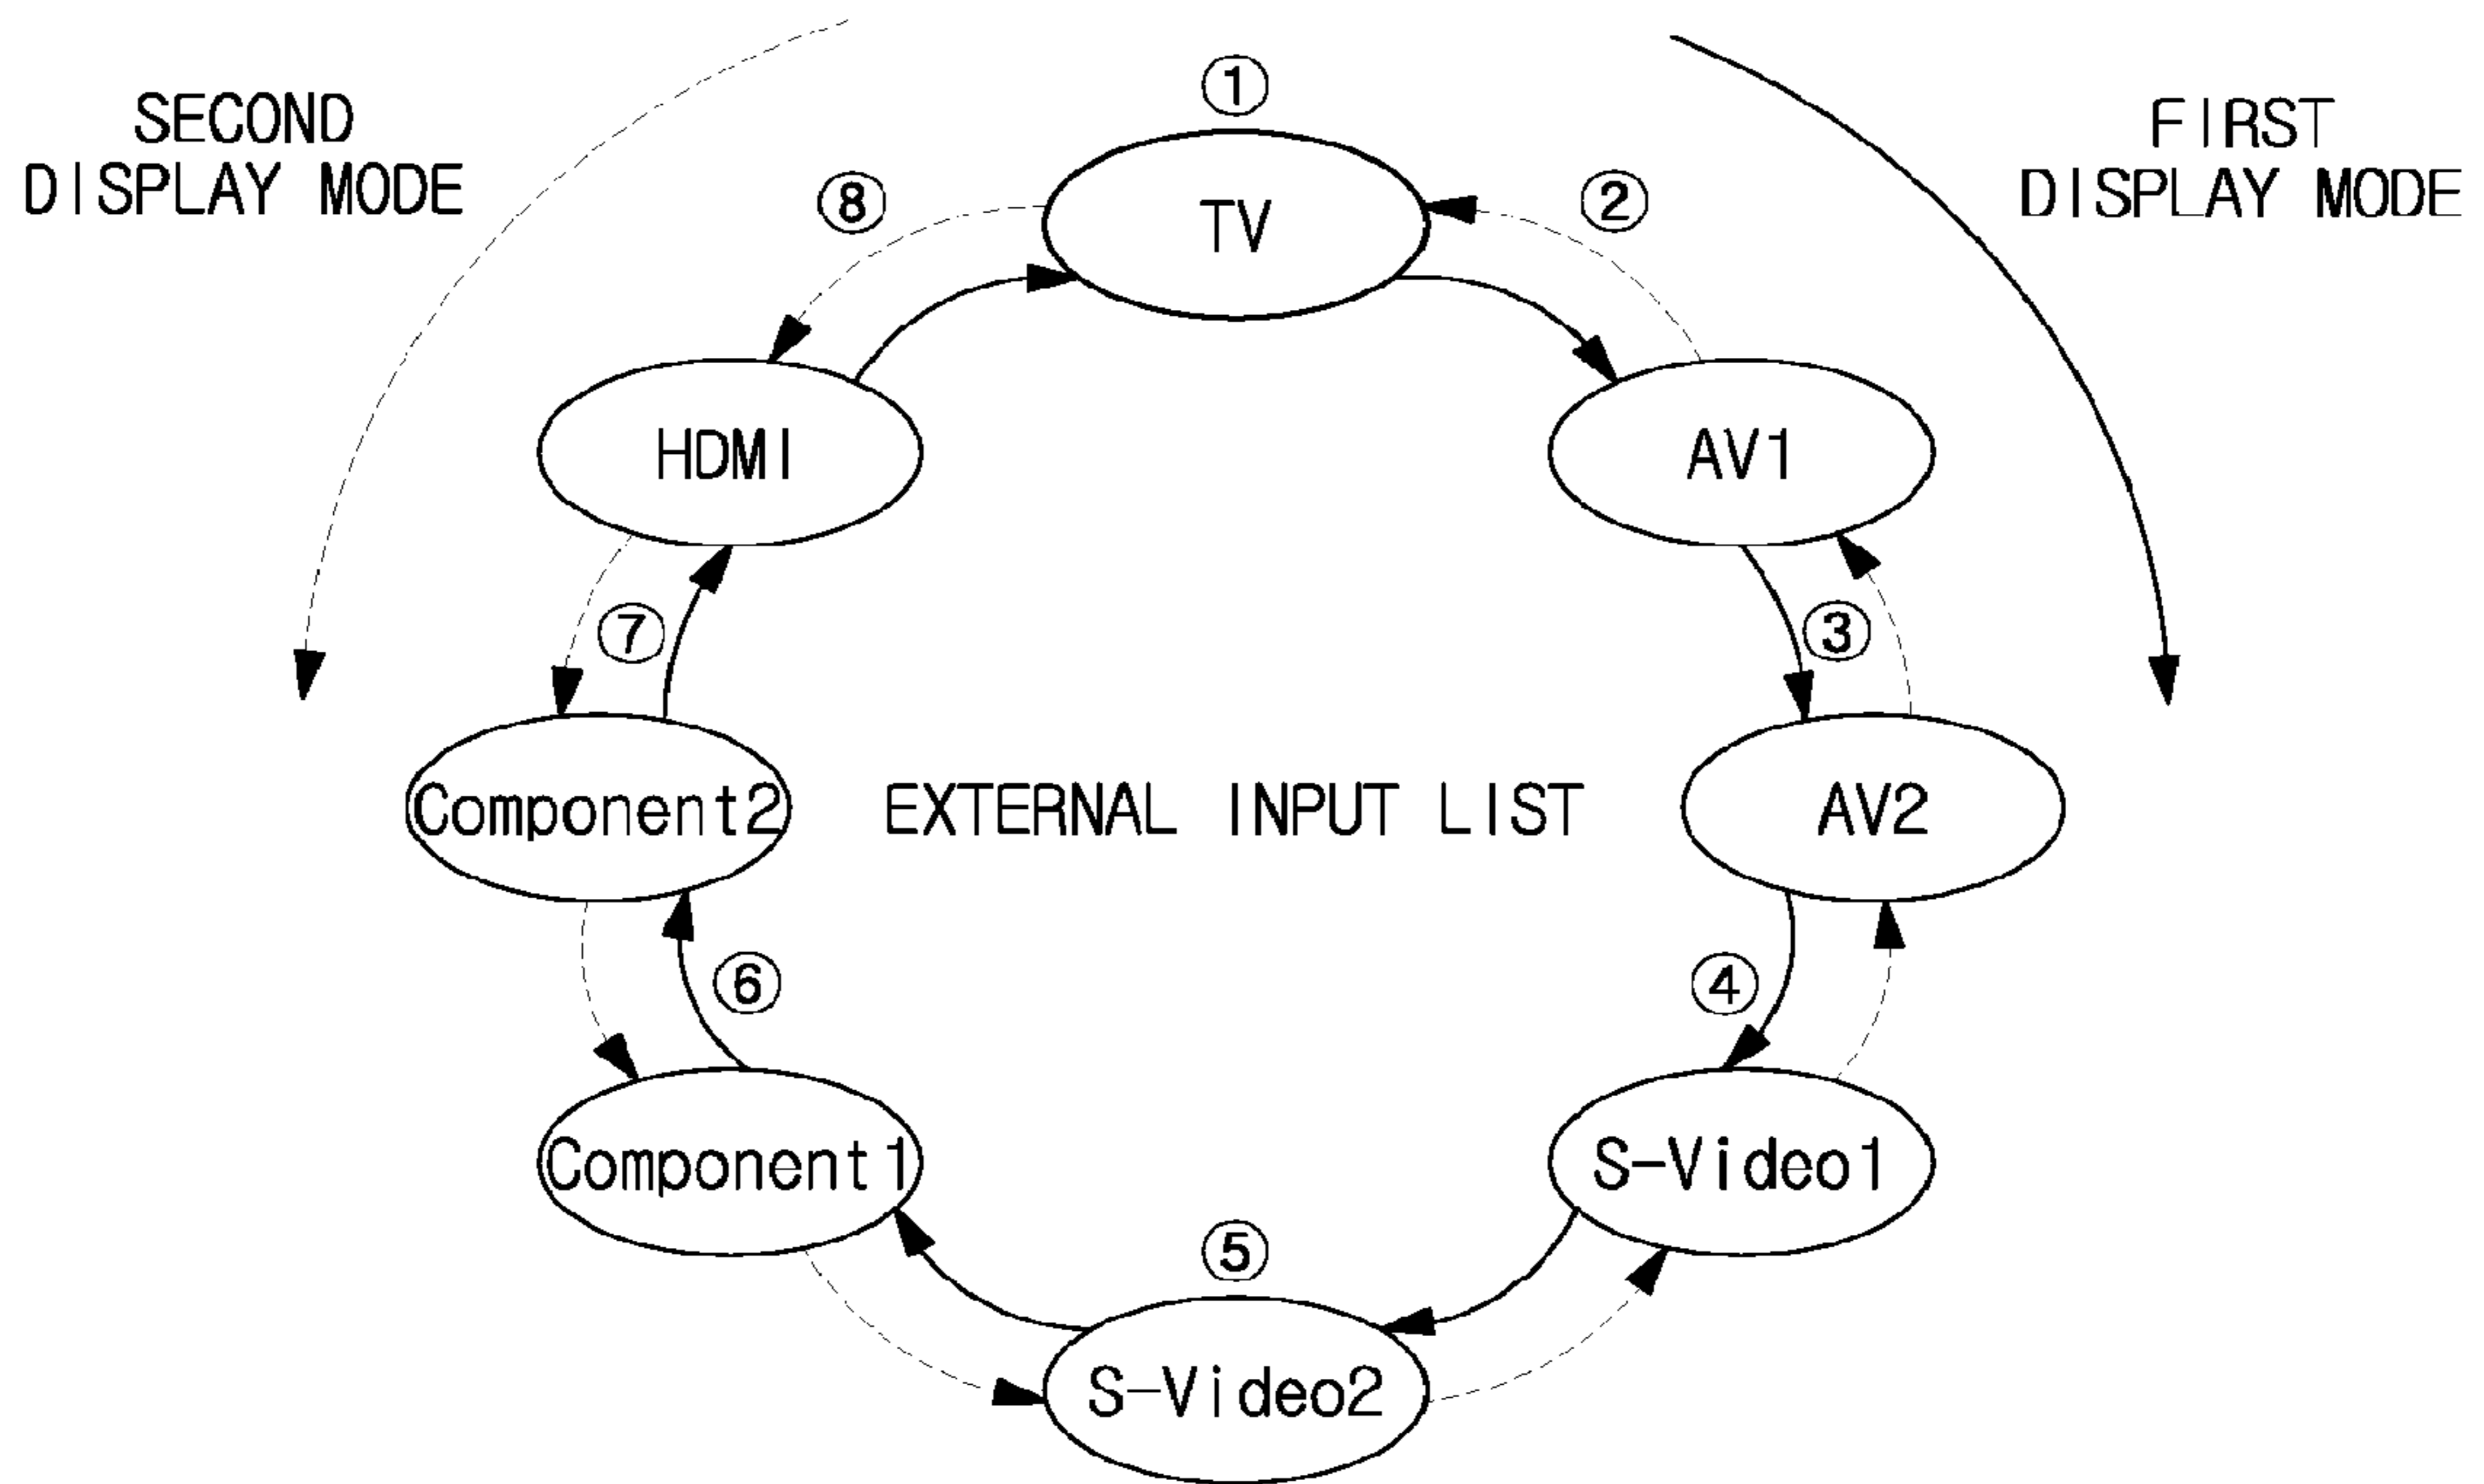 ①
SECOND
DISPLAY MODE
FIRST
DISPLAY MODE
⑧
TV
②
HDMI
AV1
⑦
③
Component2
EXTERNAL INPUT LIST
AV2
⑥
④
Component1
S-Video1
⑤
S-Video2